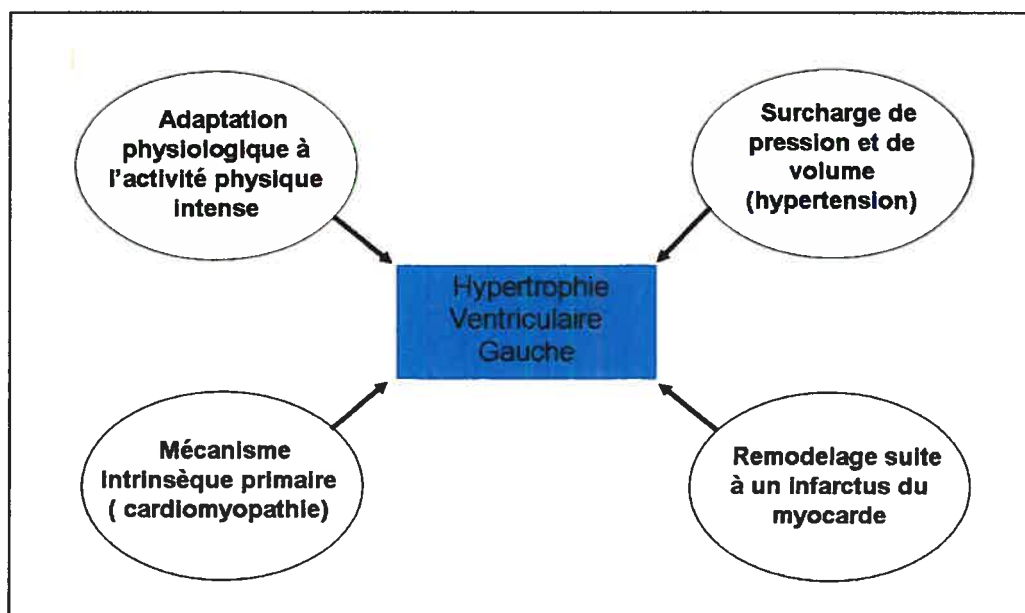 Adaptation
physiologique à
l'activité physique
intense
Surcharge de
pression et de
volume
(hypertension)
Hypertrophie
Ventriculaire
Gauche
Mécanisme
intrinsèque primaire
( cardiomyopathie)
Remodelage suite
à un infarctus du
myocarde